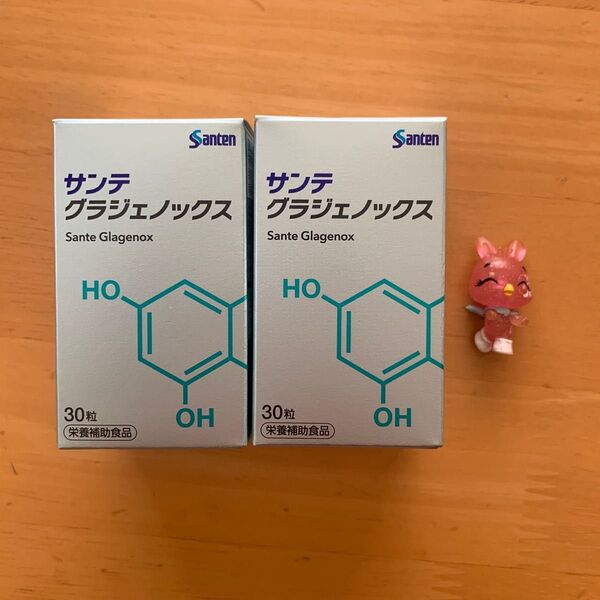 Santen
サンテ
グラジェノックス
Sante Glagenox
HO
OH
30粒
栄養補助食品
Santen
サンテ
グラジェノックス
Sante Glagenox
HO
OH
30粒
栄養補助食品